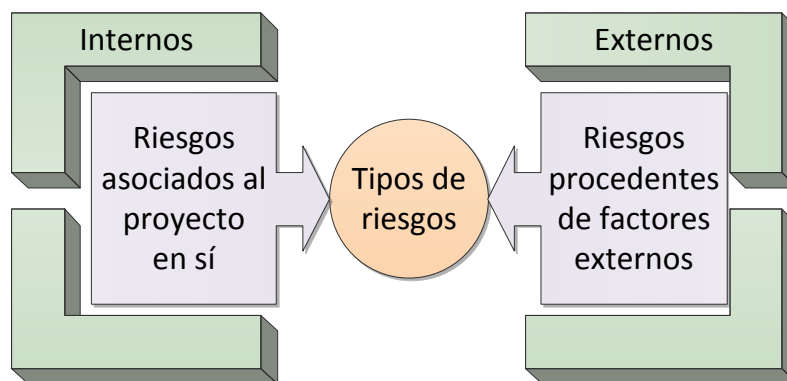 Internos
Riesgos
asociados al
proyecto
en sí
Tipos de
riesgos
Externos
Riesgos
procedentes
de factores
externos